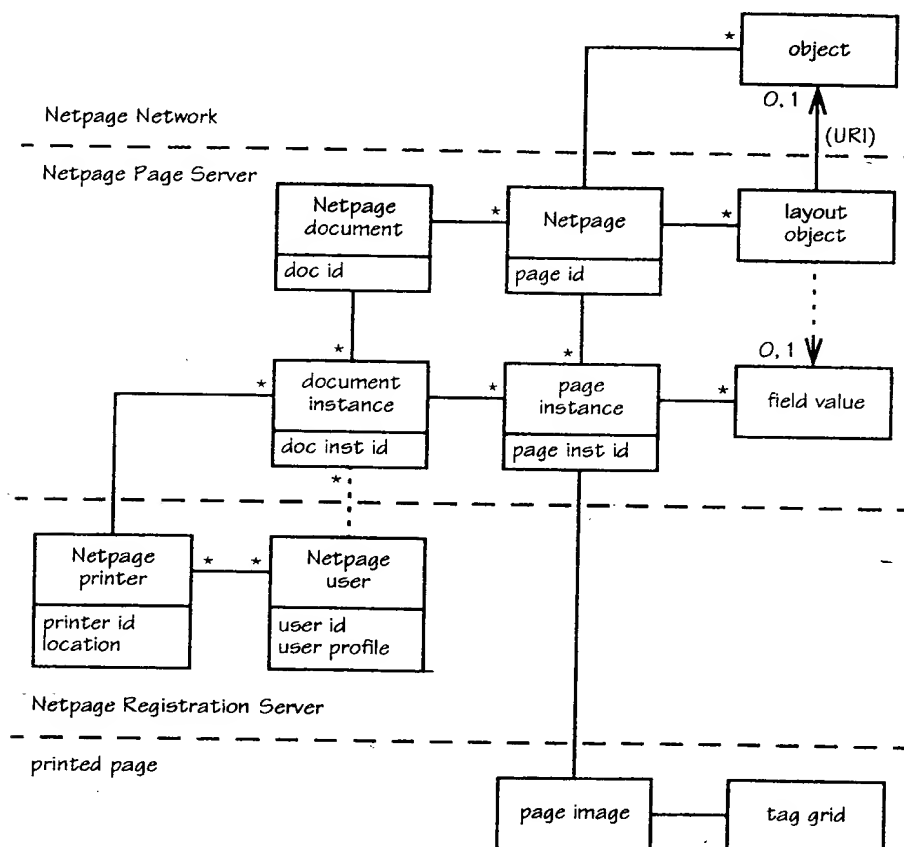 *
object
0,1
Netpage Network
(URI)
Netpage Page Server
Netpage
document
*
Netpage
*
layout
object
doc id
page id
*
*
0,1
*
document
instance
*
page
instance
*
field value
doc inst id
page inst id
*
Netpage
printer
*
*
Netpage
user
printer id
location
user id
user profile
Netpage Registration Server
printed page
page image
tag grid